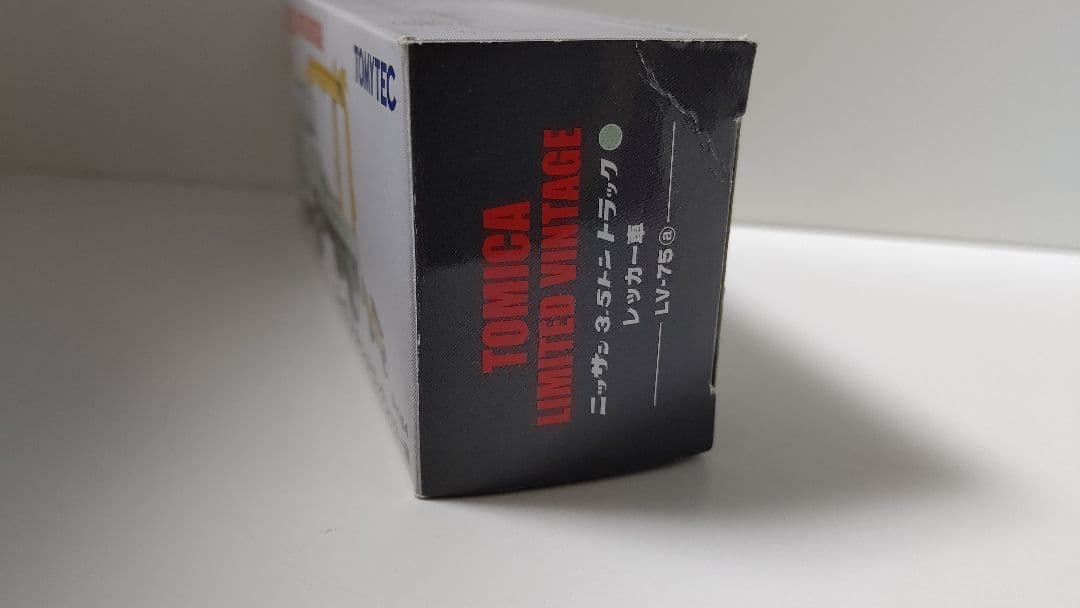 TOMYTEC
TOMICA
LIMITED VINTAGE
ニッサン 3.5トン トラック
レッカー車
LV-75ⓐ